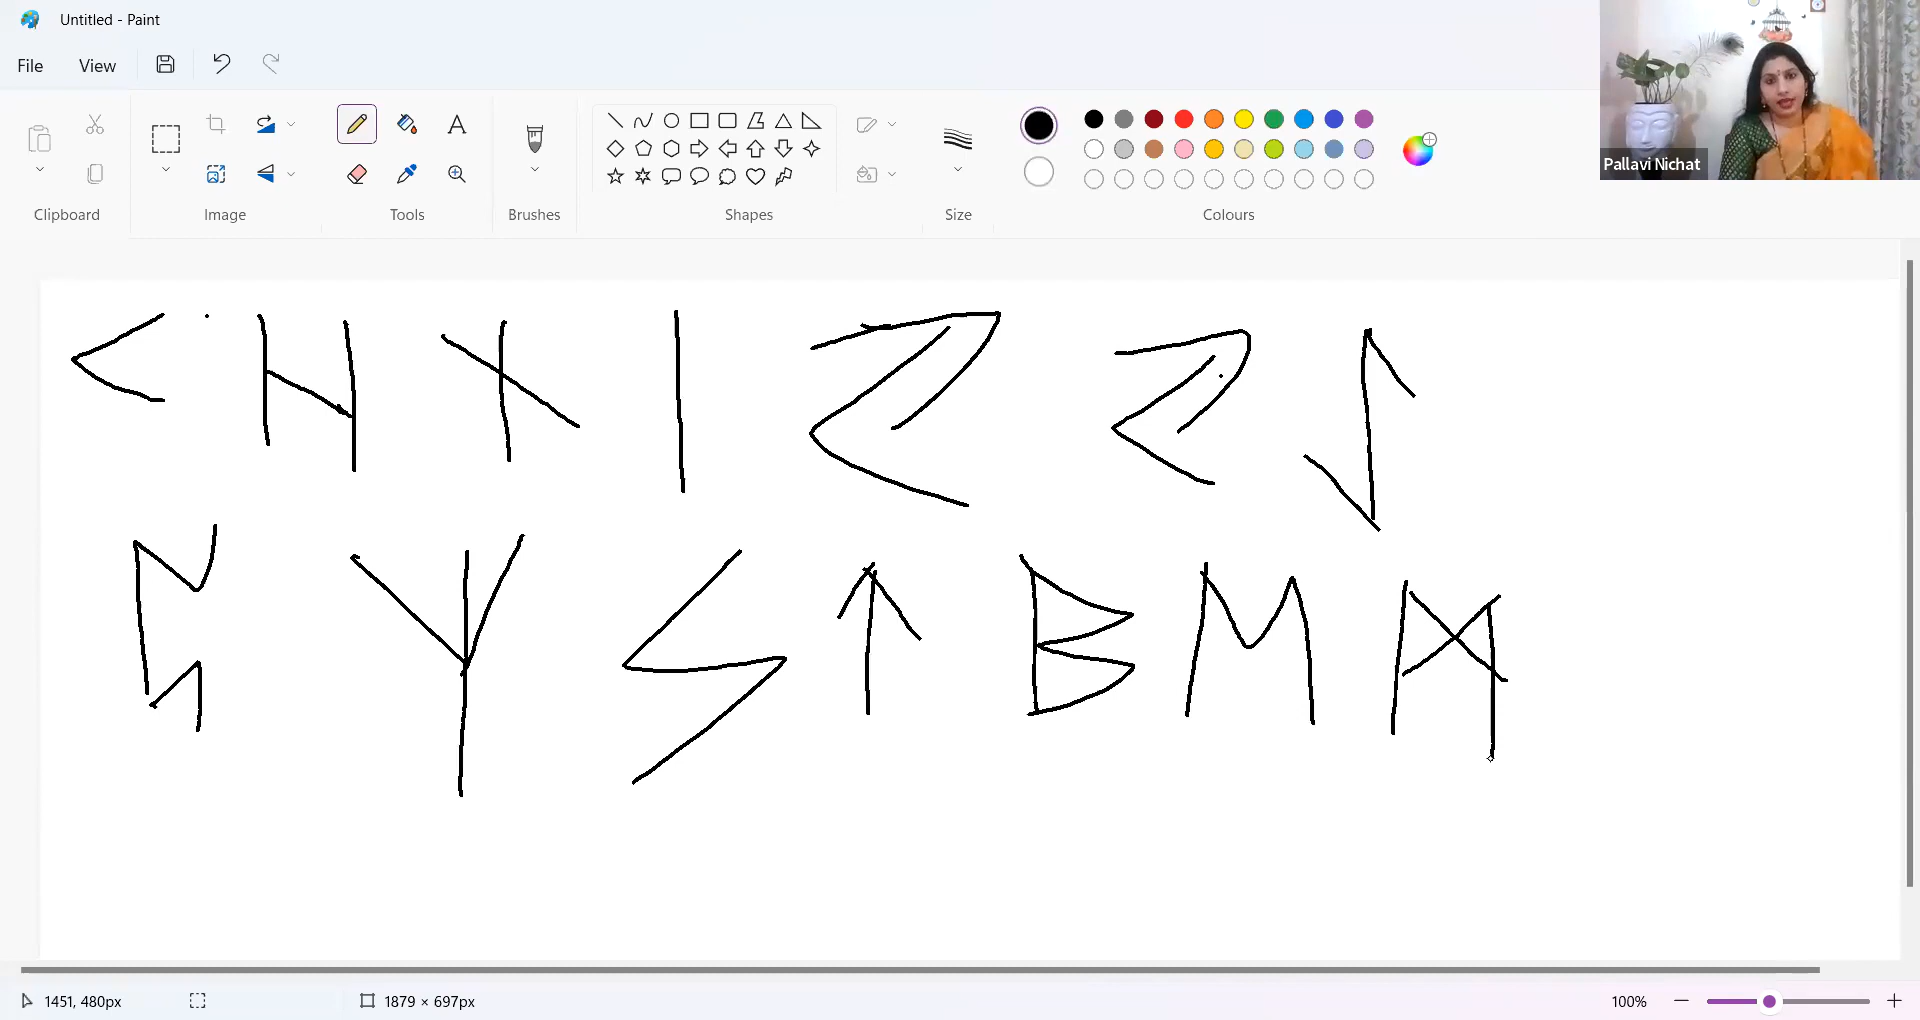 Untitled - Paint
File View
Clipboard Image Tools Brushes Shapes Size Colours
Pallavi Nichat
ᚲ ᚺ ᚾ ᛁ ᛃ ᛃ ᛇ
ᛈ ᛉ ᛊ ᛏ ᛒ ᛖ ᛗ
1451, 480px 1879 × 697px 100%